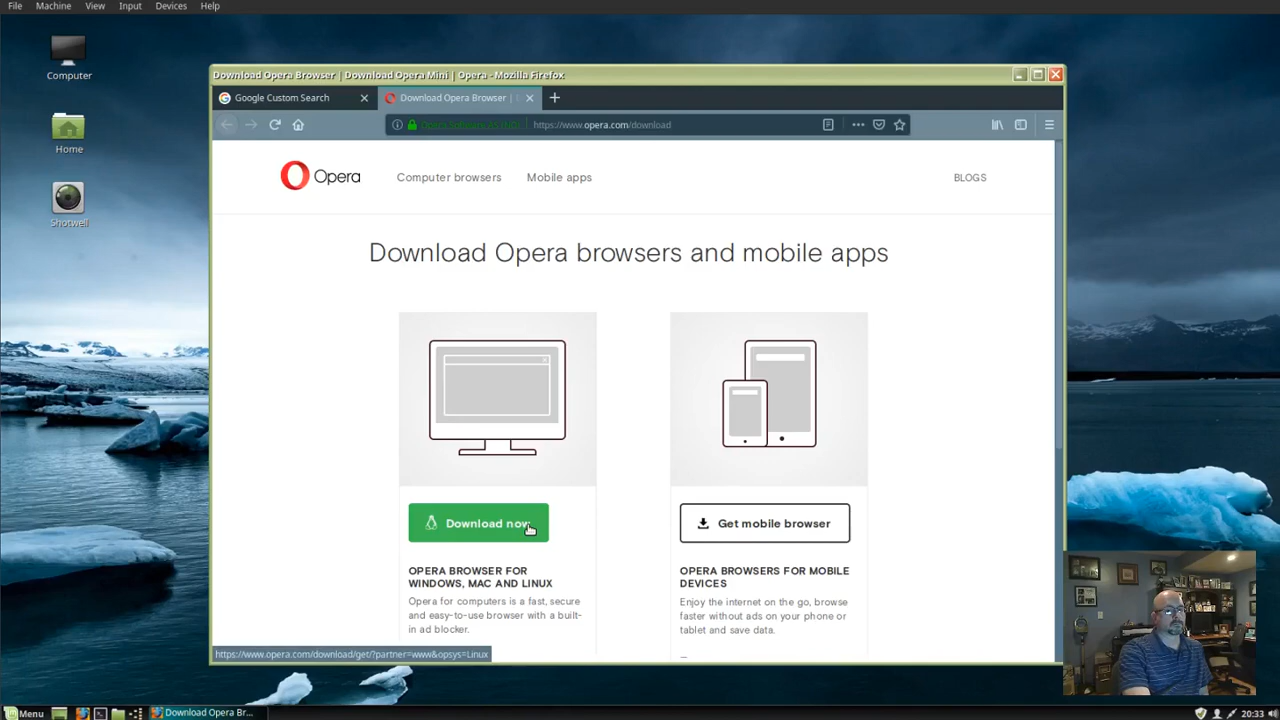 File Machine View Input Devices Help
Computer
Home
Shotwell
Download Opera Browser | Download Opera Mini | Opera - Mozilla Firefox
Google Custom Search
Download Opera Browser |
Opera Software AS (NO)
https://www.opera.com/download
Opera
Computer browsers
Mobile apps
BLOGS
Download Opera browsers and mobile apps
Download now
OPERA BROWSER FOR
WINDOWS, MAC AND LINUX
Opera for computers is a fast, secure
and easy-to-use browser with a built-
in ad blocker.
Get mobile browser
OPERA BROWSERS FOR MOBILE
DEVICES
Enjoy the internet on the go, browse
faster without ads on your phone or
tablet and save data.
https://www.opera.com/download/get/?partner=www&opsys=Linux
Menu
Download Opera Br...
20:33